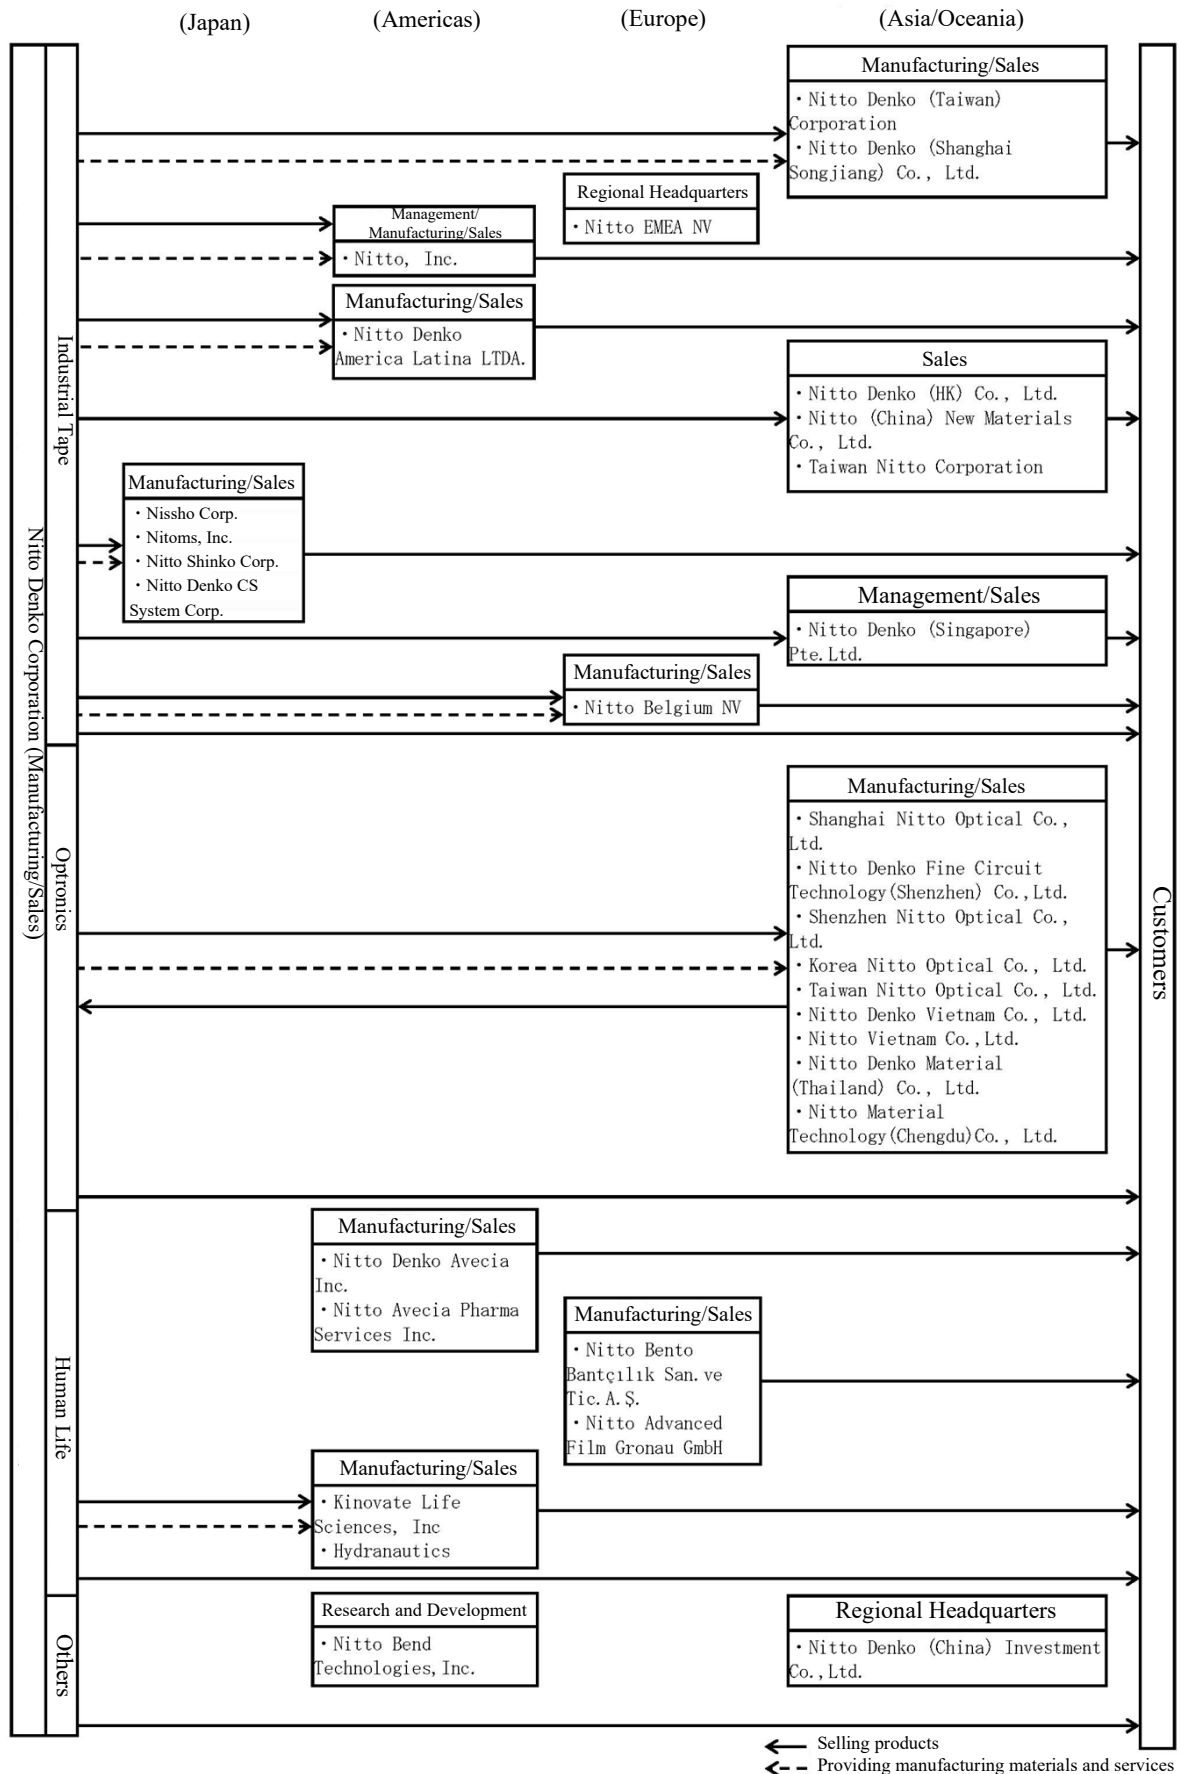 (Japan)
(Americas)
(Europe)
(Asia/Oceania)
Nitto Denko Corporation (Manufacturing/Sales)
Industrial Tape
Manufacturing/Sales
・Nitto Denko (Taiwan)
Corporation
・Nitto Denko (Shanghai
Songjiang) Co., Ltd.
Regional Headquarters
・Nitto EMEA NV
Management/
Manufacturing/Sales
・Nitto, Inc.
Manufacturing/Sales
・Nitto Denko
America Latina LTDA.
Sales
・Nitto Denko (HK) Co., Ltd.
・Nitto (China) New Materials
Co., Ltd.
・Taiwan Nitto Corporation
Manufacturing/Sales
・Nissho Corp.
・Nitoms, Inc.
・Nitto Shinko Corp.
・Nitto Denko CS
System Corp.
Management/Sales
・Nitto Denko (Singapore)
Pte.Ltd.
Manufacturing/Sales
・Nitto Belgium NV
Optronics
Manufacturing/Sales
・Shanghai Nitto Optical Co.,
Ltd.
・Nitto Denko Fine Circuit
Technology(Shenzhen) Co.,Ltd.
・Shenzhen Nitto Optical Co.,
Ltd.
・Korea Nitto Optical Co., Ltd.
・Taiwan Nitto Optical Co., Ltd.
・Nitto Denko Vietnam Co., Ltd.
・Nitto Vietnam Co.,Ltd.
・Nitto Denko Material
(Thailand) Co., Ltd.
・Nitto Material
Technology(Chengdu)Co., Ltd.
Customers
Human Life
Manufacturing/Sales
・Nitto Denko Avecia
Inc.
・Nitto Avecia Pharma
Services Inc.
Manufacturing/Sales
・Nitto Bento
Bantçılık San.ve
Tic.A.Ş.
・Nitto Advanced
Film Gronau GmbH
Manufacturing/Sales
・Kinovate Life
Sciences, Inc
・Hydranautics
Others
Research and Development
・Nitto Bend
Technologies,Inc.
Regional Headquarters
・Nitto Denko (China) Investment
Co.,Ltd.
Selling products
Providing manufacturing materials and services